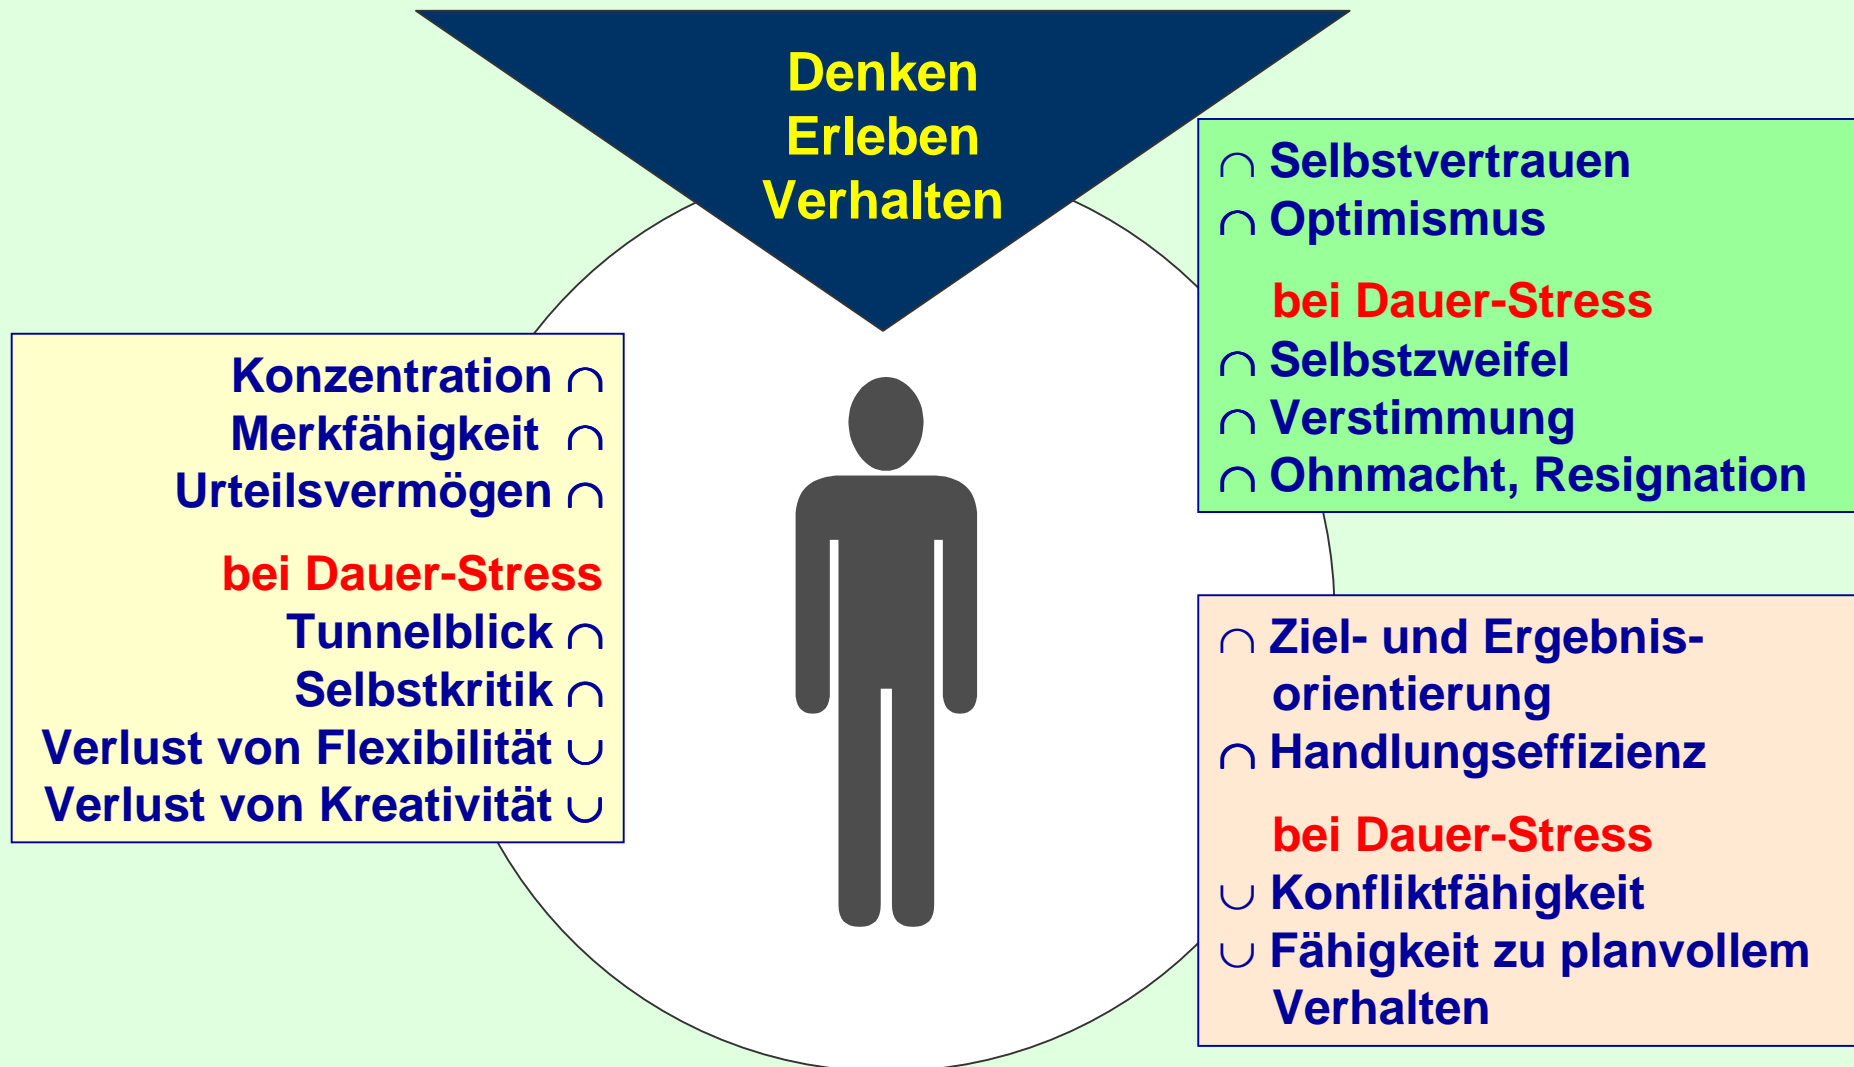 Denken
Erleben
Verhalten
Konzentration ∩
Merkfähigkeit ∩
Urteilsvermögen ∩
bei Dauer-Stress
Tunnelblick ∩
Selbstkritik ∩
Verlust von Flexibilität ∪
Verlust von Kreativität ∪
∩ Selbstvertrauen
∩ Optimismus
bei Dauer-Stress
∩ Selbstzweifel
∩ Verstimmung
∩ Ohnmacht, Resignation
∩ Ziel- und Ergebnis-
orientierung
∩ Handlungseffizienz
bei Dauer-Stress
∪ Konfliktfähigkeit
∪ Fähigkeit zu planvollem
Verhalten